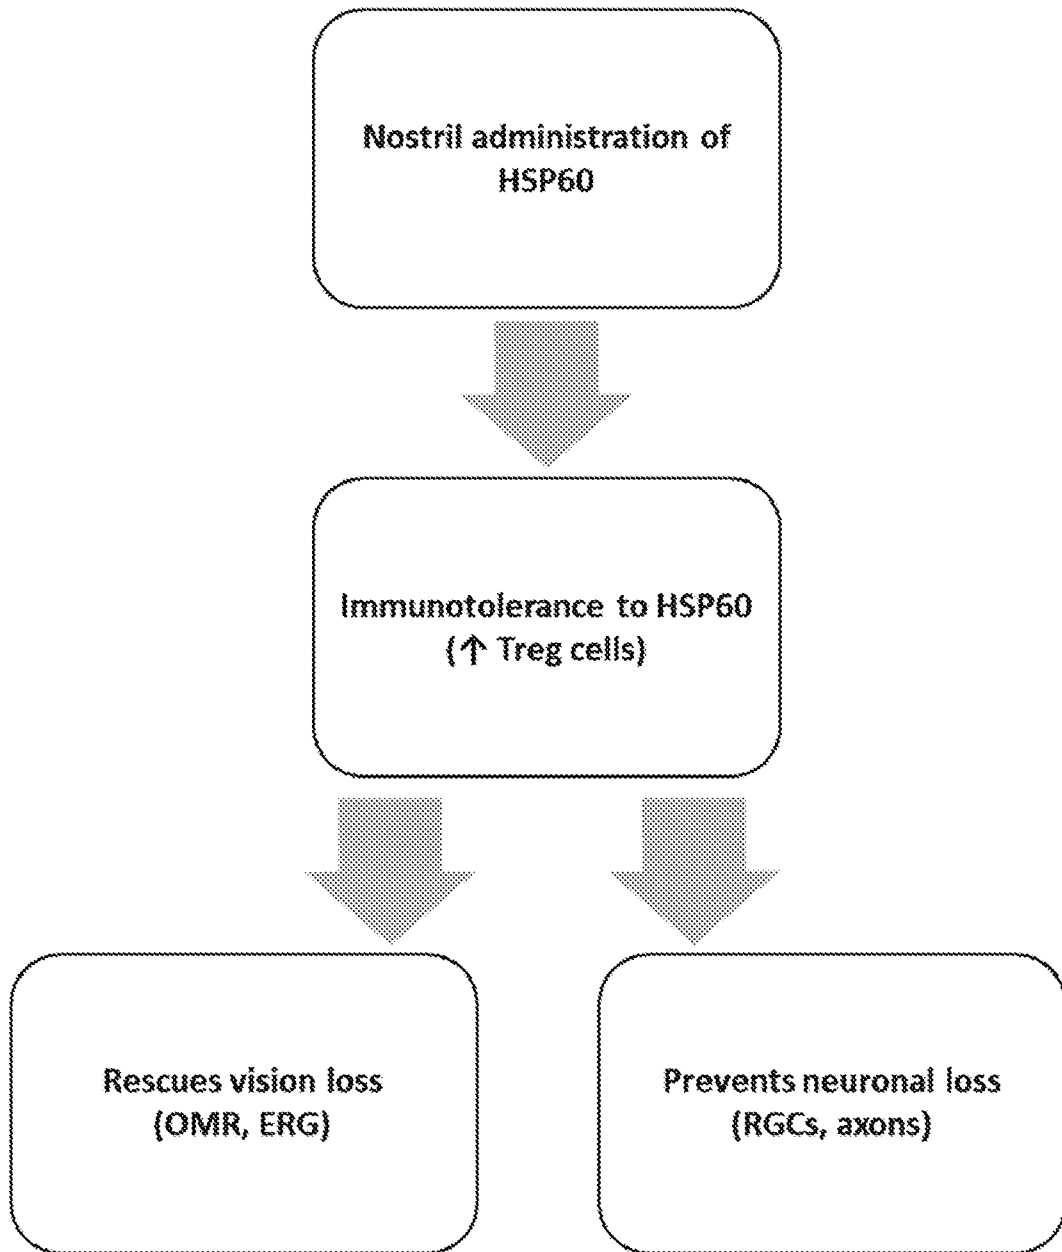 Nostril administration of
HSP60
Immunotolerance to HSP60
(↑ Treg cells)
Rescues vision loss
(OMR, ERG)
Prevents neuronal loss
(RGCs, axons)